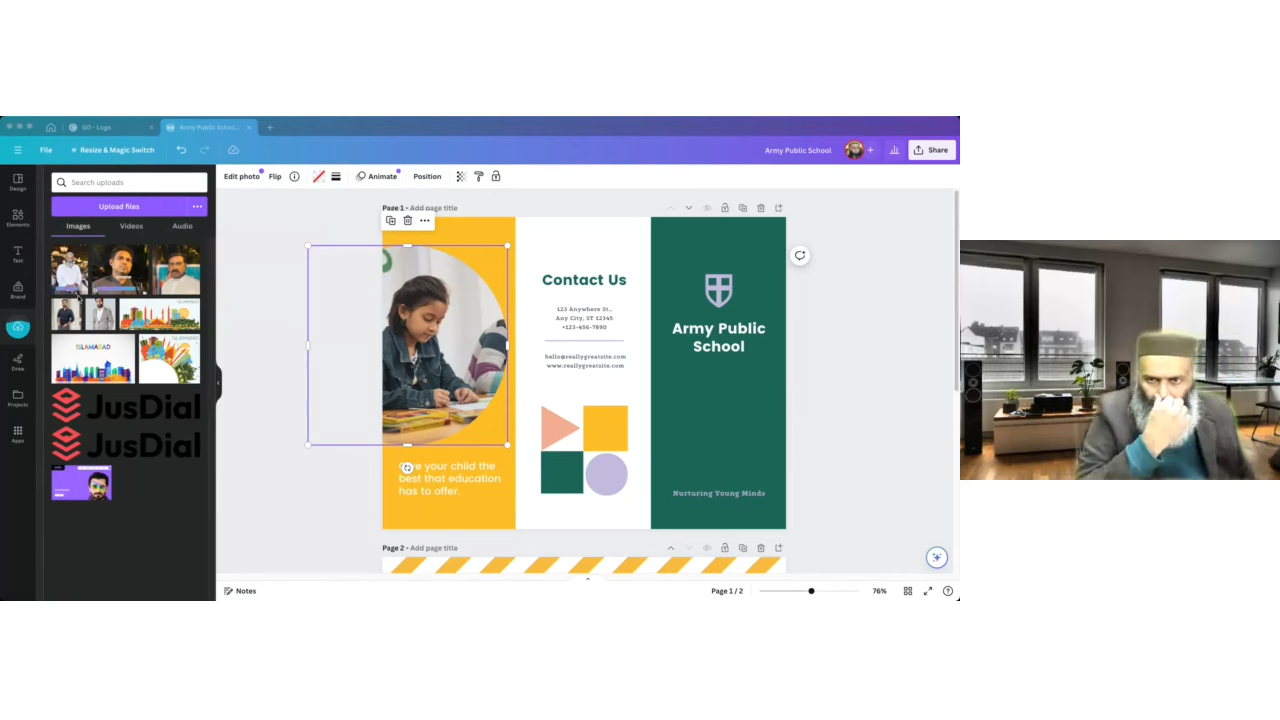 GO - Logo
Army Public School...
File
Resize & Magic Switch
Army Public School
Share
Design
Elements
Text
Brand
Draw
Projects
Apps
Search uploads
Upload files
Images
Videos
Audio
ISLAMABAD
ISLAMABAD
JusDial
JusDial
Edit photo
Flip
Animate
Position
Page 1 - Add page title
your child the
best that education
has to offer.
Contact Us
123 Anywhere St.,
Any City, ST 12345
+123-456-7890
hello@reallygreatsite.com
www.reallygreatsite.com
Army Public
School
Nurturing Young Minds
Page 2 - Add page title
Notes
Page 1 / 2
76%